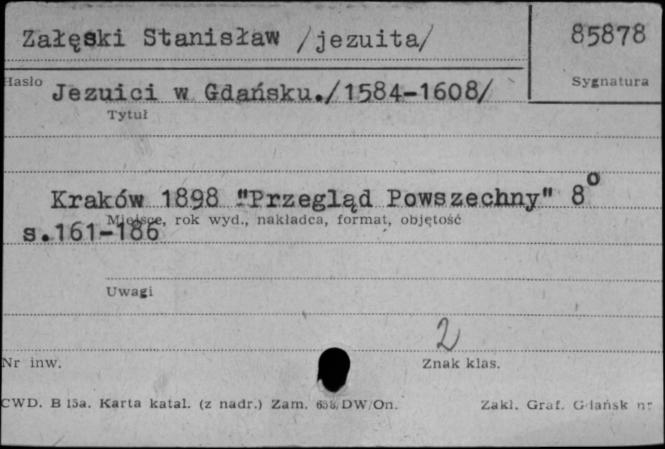 Załęski Stanisław /jezuita/
85878
Hasło
Sygnatura
Jezuici w Gdańsku./1584-1608/
Tytuł
Kraków 1898 "Przegląd Powszechny" 8°
Miejsce, rok wyd., nakładca, format, objętość
s.161-186
Uwagi
2
Nr inw.
Znak klas.
CWD. B 15a. Karta katal. (z nadr.) Zam. DW/On.
Zakł. Graf. Gdańsk nr